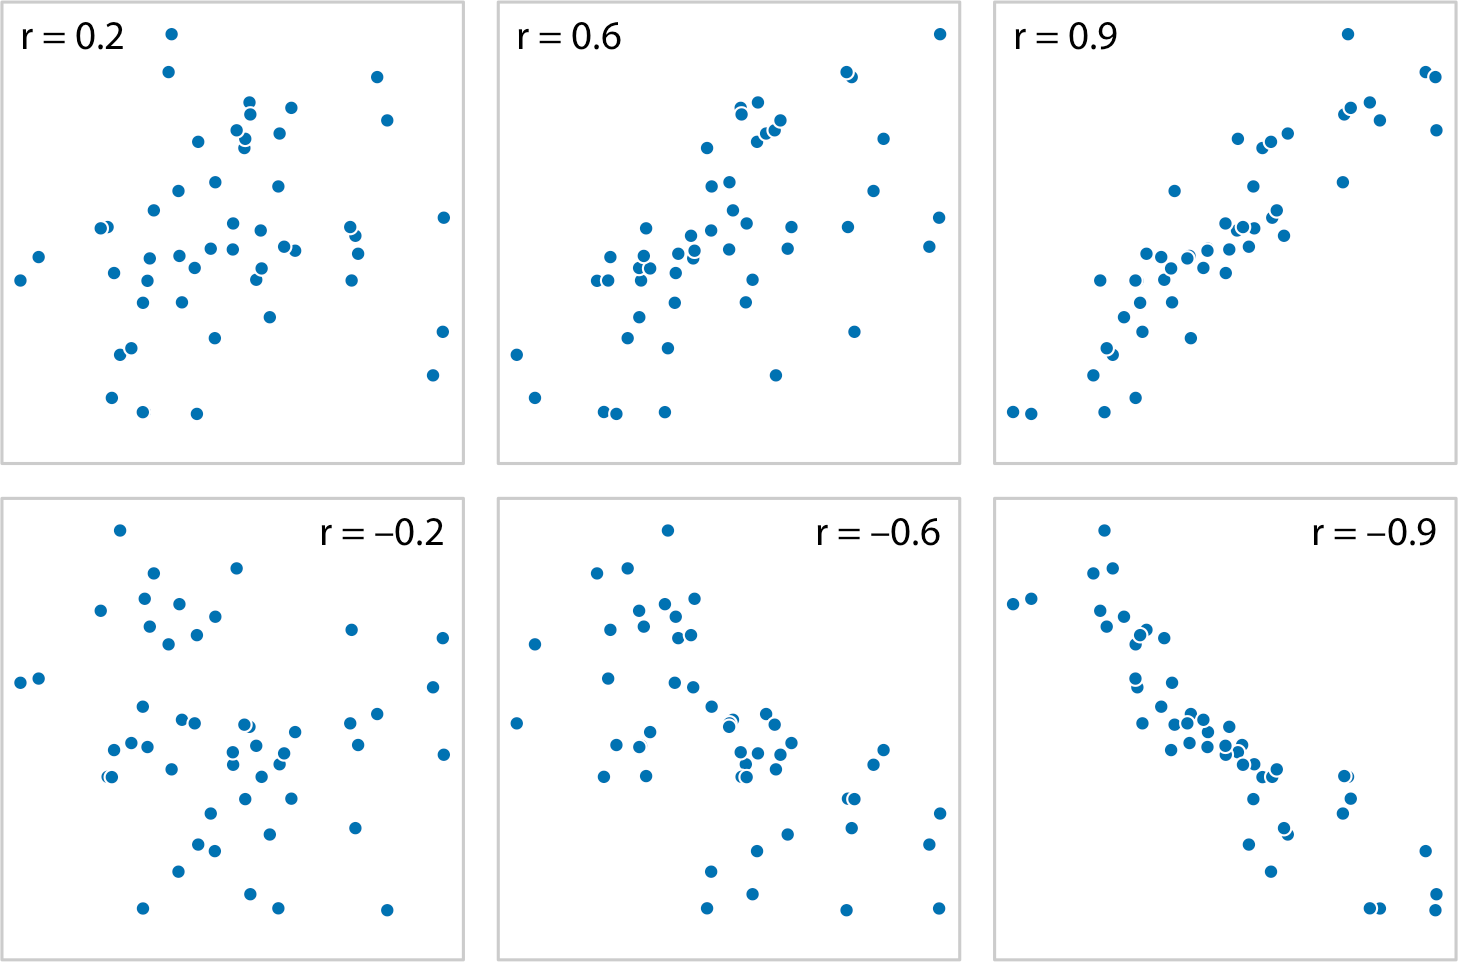 r = 0.2
r = 0.6
r = 0.9
r = –0.2
r = –0.6
r = –0.9